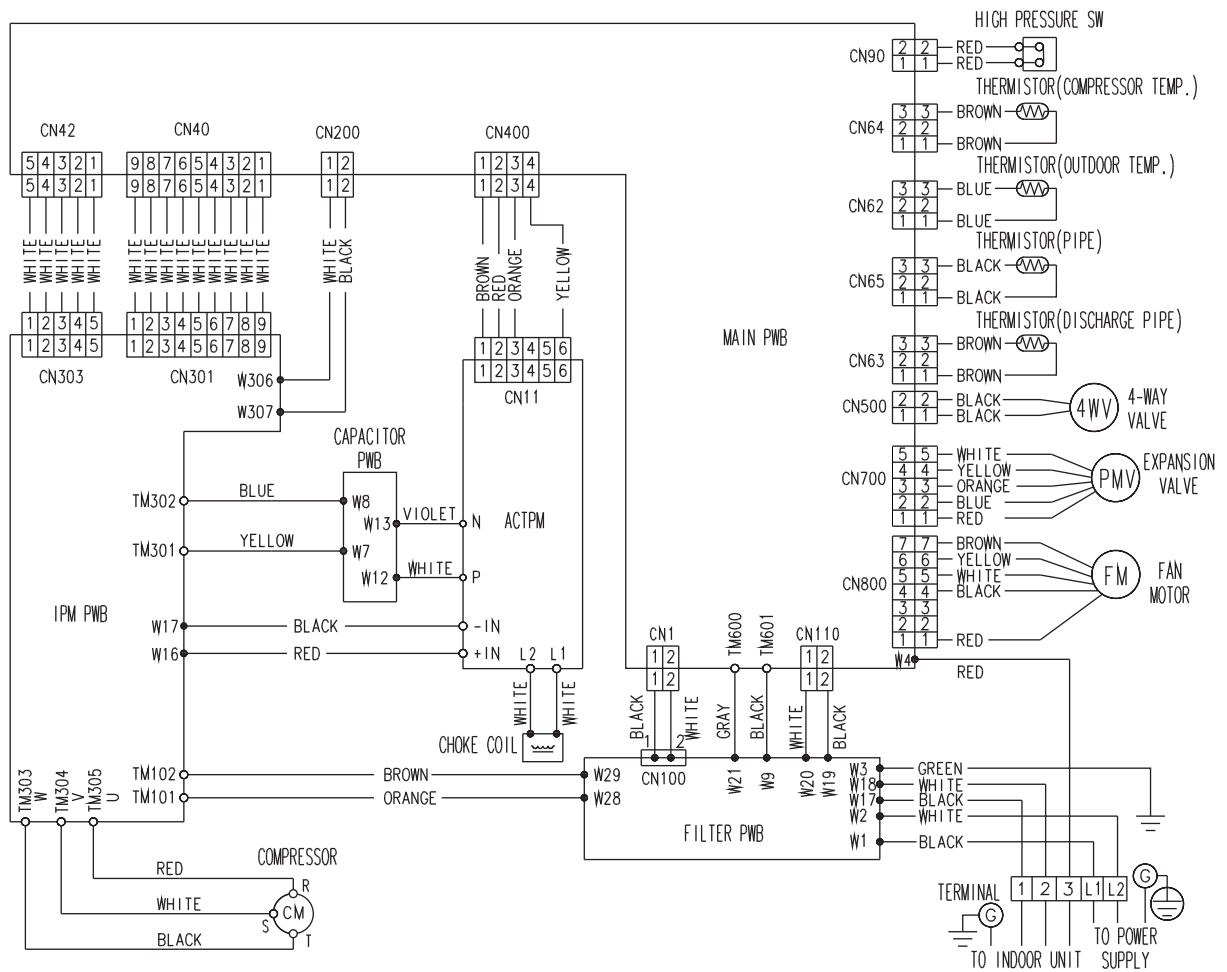 HIGH PRESSURE SW
CN90
2 2 RED
1 1 RED
THERMISTOR(COMPRESSOR TEMP.)
CN64
3 3 BROWN
2 2
1 1 BROWN
THERMISTOR(OUTDOOR TEMP.)
CN62
3 3 BLUE
2 2
1 1 BLUE
THERMISTOR(PIPE)
CN65
3 3 BLACK
2 2
1 1 BLACK
THERMISTOR(DISCHARGE PIPE)
CN63
3 3 BROWN
2 2
1 1 BROWN
CN500
2 2 BLACK
1 1 BLACK
4WV
4-WAY
VALVE
CN700
5 5 WHITE
4 4 YELLOW
3 3 ORANGE
2 2 BLUE
1 1 RED
PMV
EXPANSION
VALVE
CN800
7 7 BROWN
6 6 YELLOW
5 5 WHITE
4 4 BLACK
3 3
2 2
1 1 RED
FM
FAN
MOTOR
W4
RED
MAIN PWB
CN42
5 4 3 2 1
5 4 3 2 1
WHITE WHITE WHITE WHITE WHITE
1 2 3 4 5
1 2 3 4 5
CN303
CN40
9 8 7 6 5 4 3 2 1
9 8 7 6 5 4 3 2 1
WHITE WHITE WHITE WHITE WHITE WHITE WHITE WHITE WHITE
1 2 3 4 5 6 7 8 9
1 2 3 4 5 6 7 8 9
CN301
CN200
1 2
1 2
WHITE BLACK
W306
W307
CN400
1 2 3 4
1 2 3 4
BROWN RED ORANGE YELLOW
1 2 3 4 5 6
1 2 3 4 5 6
CN11
CAPACITOR
PWB
TM302 BLUE W8
W13 VIOLET N
TM301 YELLOW W7
W12 WHITE P
ACTPM
IPM PWB
W17 BLACK -IN
W16 RED +IN
L2 L1
WHITE WHITE
CHOKE COIL
CN1
1 2
1 2
BLACK WHITE
1 2
CN100
TM600
GRAY
W21
TM601
BLACK
W9
CN110
1 2
1 2
WHITE BLACK
W20 W19
TM102 BROWN W29
TM101 ORANGE W28
FILTER PWB
W3 GREEN
W18 WHITE
W17 BLACK
W2 WHITE
W1 BLACK
TM303 TM304 TM305
W V U
COMPRESSOR
RED R
WHITE S
CM
BLACK T
TERMINAL
1 2 3 L1 L2
G
G
TO INDOOR UNIT
TO POWER
SUPPLY